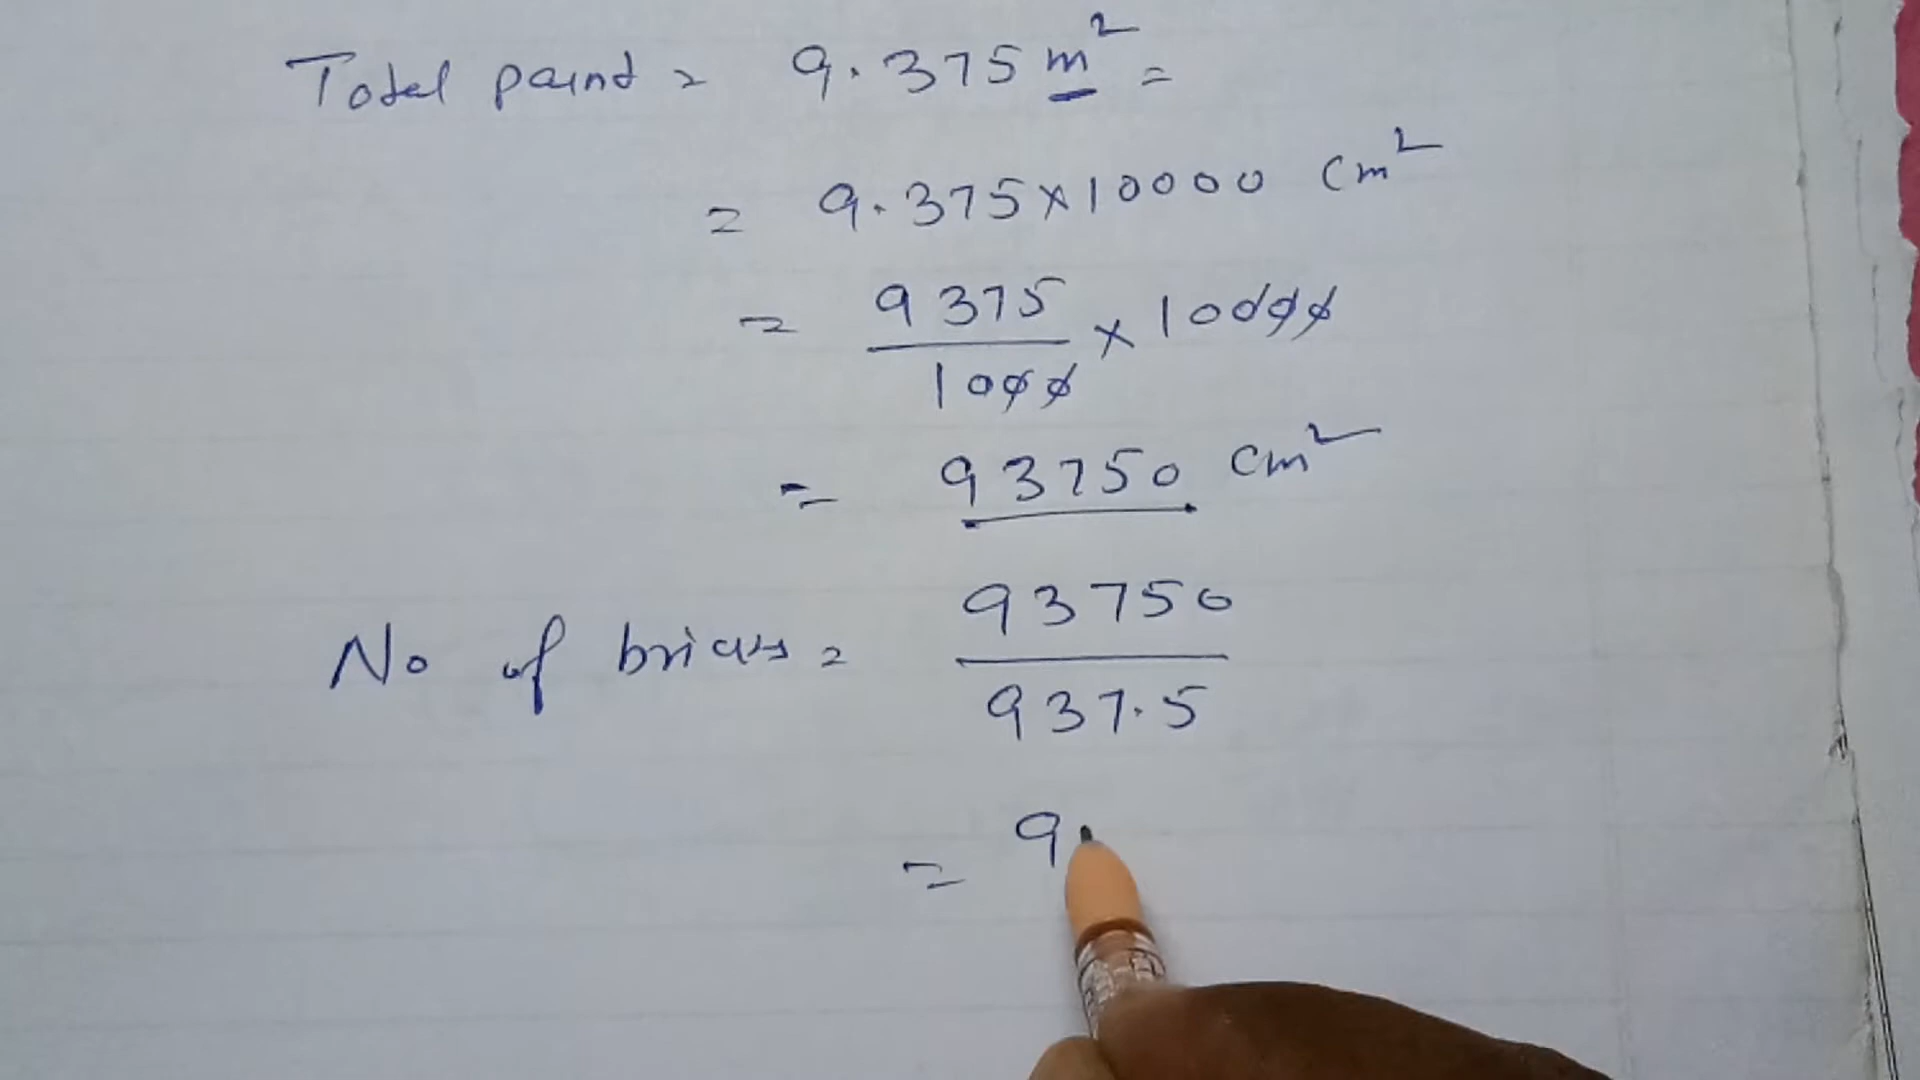 Total paint = 9.375 m² =
= 9.375 × 10000 cm²
= 9375/1000 × 10000
= 93750 cm²
No of bricks = 93750/937.5
= 9